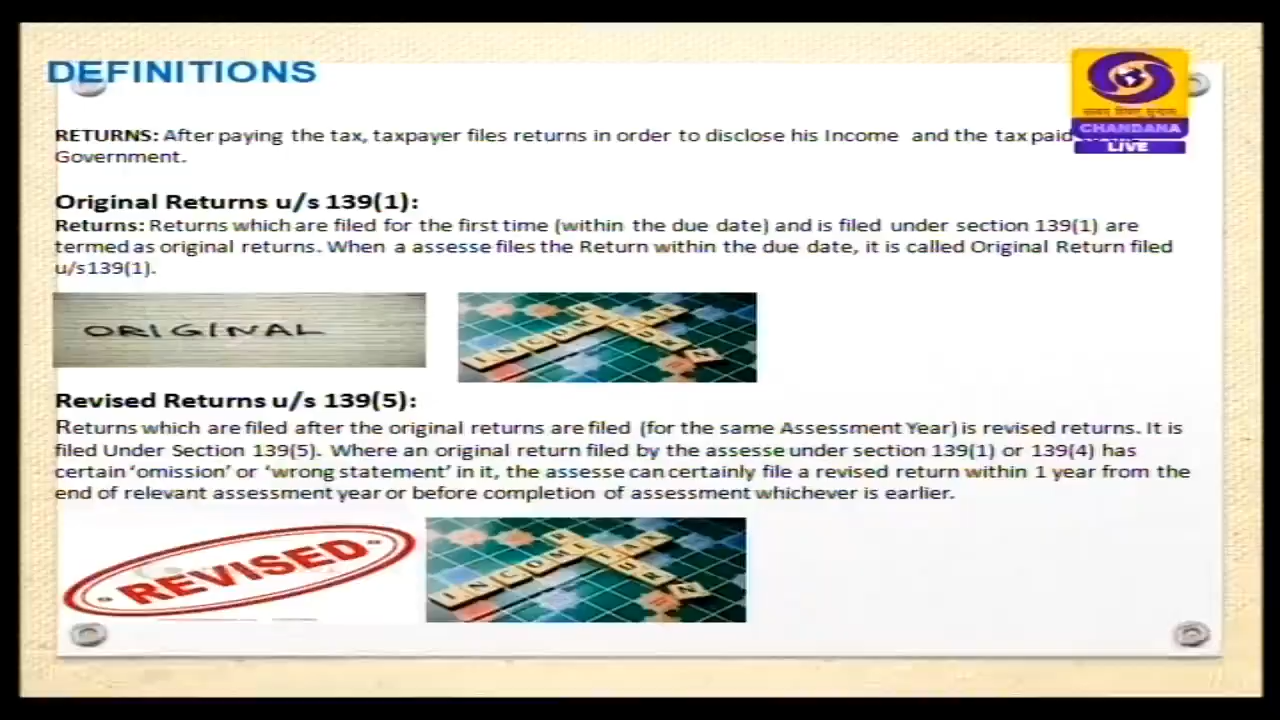 DEFINITIONS
RETURNS: After paying the tax, taxpayer files returns in order to disclose his Income and the tax paid
Government.
CHANDANA
LIVE
Original Returns u/s 139(1):
Returns: Returns which are filed for the first time (within the due date) and is filed under section 139(1) are
termed as original returns. When a assesse files the Return within the due date, it is called Original Return filed
u/s139(1).
ORIGINAL
Revised Returns u/s 139(5):
Returns which are filed after the original returns are filed (for the same Assessment Year) is revised returns. It is
filed Under Section 139(5). Where an original return filed by the assesse under section 139(1) or 139(4) has
certain ‘omission’ or ‘wrong statement’ in it, the assesse can certainly file a revised return within 1 year from the
end of relevant assessment year or before completion of assessment whichever is earlier.
REVISED